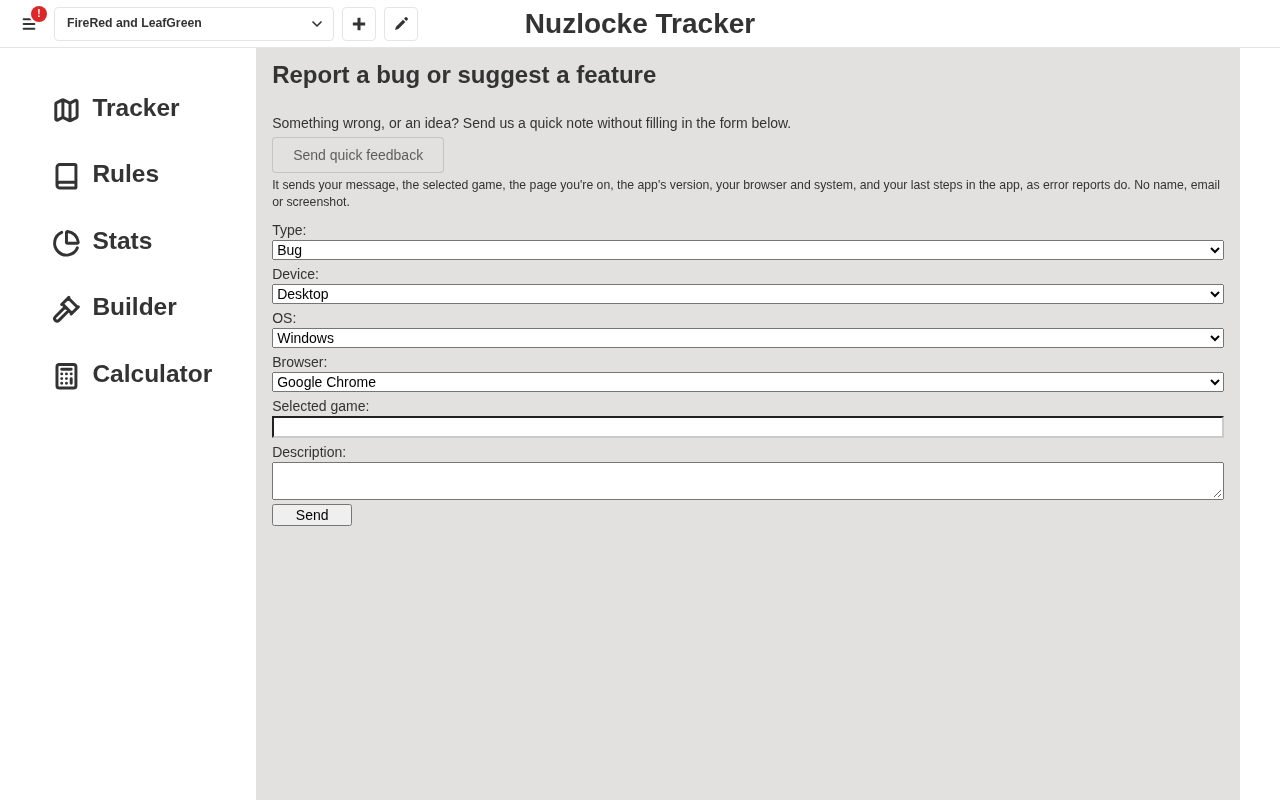 !
FireRed and LeafGreen
Nuzlocke Tracker
Tracker
Rules
Stats
Builder
Calculator
Report a bug or suggest a feature
Something wrong, or an idea? Send us a quick note without filling in the form below.
Send quick feedback
It sends your message, the selected game, the page you're on, the app's version, your browser and system, and your last steps in the app, as error reports do. No name, email
or screenshot.
Type:
Bug
Device:
Desktop
OS:
Windows
Browser:
Google Chrome
Selected game:
Description:
Send